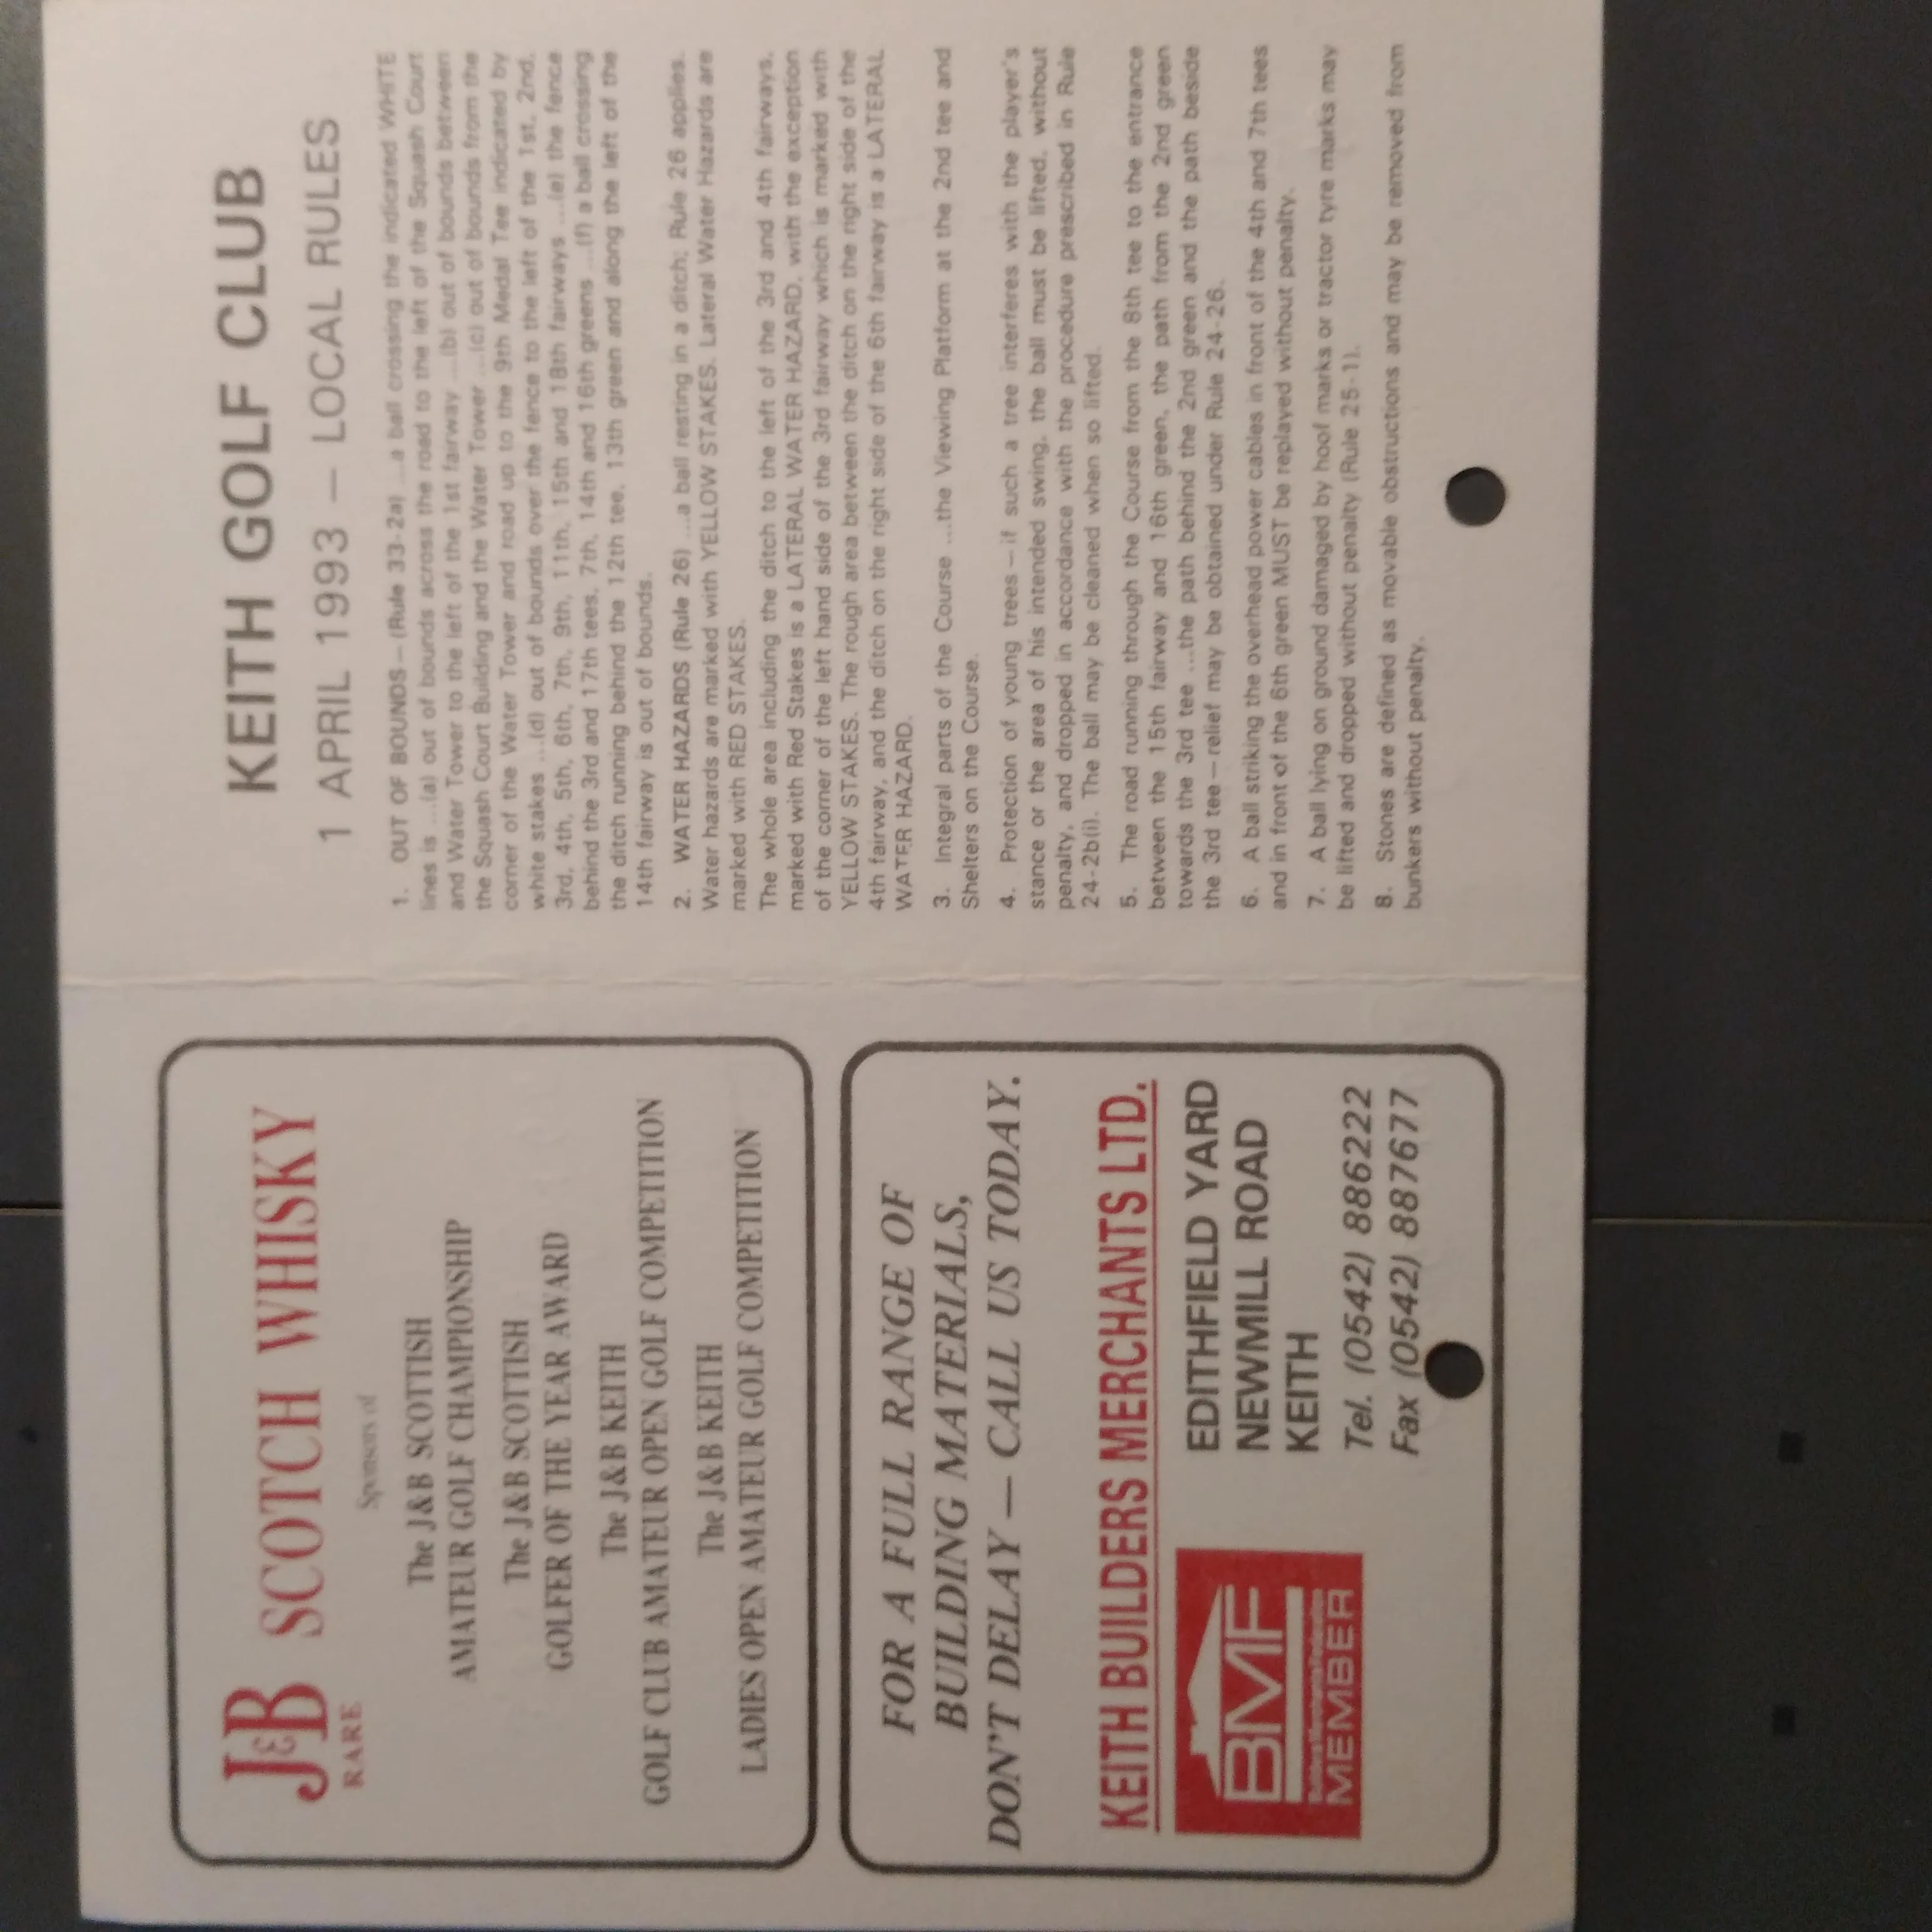 J&B SCOTCH WHISKY
RARE
Sponsors of
The J&B SCOTTISH
AMATEUR GOLF CHAMPIONSHIP
The J&B SCOTTISH
GOLFER OF THE YEAR AWARD
The J&B KEITH
GOLF CLUB AMATEUR OPEN GOLF COMPETITION
The J&B KEITH
LADIES OPEN AMATEUR GOLF COMPETITION
FOR A FULL RANGE OF
BUILDING MATERIALS,
DON'T DELAY – CALL US TODAY.
KEITH BUILDERS MERCHANTS LTD.
BMF
Builders Merchants Federation
MEMBER
EDITHFIELD YARD
NEWMILL ROAD
KEITH
Tel. (0542) 886222
Fax (0542) 887677
KEITH GOLF CLUB
1 APRIL 1993 – LOCAL RULES
1. OUT OF BOUNDS – (Rule 33-2a) ...a ball crossing the indicated WHITE
lines is ...(a) out of bounds across the road to the left of the Squash Court
and Water Tower to the left of the 1st fairway ...(b) out of bounds between
the Squash Court Building and the Water Tower ...(c) out of bounds from the
corner of the Water Tower and road up to the 9th Medal Tee indicated by
white stakes ...(d) out of bounds over the fence to the left of the 1st, 2nd,
3rd, 4th, 5th, 6th, 7th, 9th, 11th, 15th and 18th fairways ...(e) the fence
behind the 3rd and 17th tees, 7th, 14th and 16th greens ...(f) a ball crossing
the ditch running behind the 12th tee, 13th green and along the left of the
14th fairway is out of bounds.
2. WATER HAZARDS (Rule 26) ...a ball resting in a ditch; Rule 26 applies.
Water hazards are marked with YELLOW STAKES. Lateral Water Hazards are
marked with RED STAKES.
The whole area including the ditch to the left of the 3rd and 4th fairways,
marked with Red Stakes is a LATERAL WATER HAZARD, with the exception
of the corner of the left hand side of the 3rd fairway which is marked with
YELLOW STAKES. The rough area between the ditch on the right side of the
4th fairway, and the ditch on the right side of the 6th fairway is a LATERAL
WATER HAZARD.
3. Integral parts of the Course ...the Viewing Platform at the 2nd tee and
Shelters on the Course.
4. Protection of young trees – if such a tree interferes with the player's
stance or the area of his intended swing, the ball must be lifted, without
penalty, and dropped in accordance with the procedure prescribed in Rule
24-2b(i). The ball may be cleaned when so lifted.
5. The road running through the Course from the 8th tee to the entrance
between the 15th fairway and 16th green, the path from the 2nd green
towards the 3rd tee ...the path behind the 2nd green and the path beside
the 3rd tee – relief may be obtained under Rule 24-26.
6. A ball striking the overhead power cables in front of the 4th and 7th tees
and in front of the 6th green MUST be replayed without penalty.
7. A ball lying on ground damaged by hoof marks or tractor tyre marks may
be lifted and dropped without penalty (Rule 25-1).
8. Stones are defined as movable obstructions and may be removed from
bunkers without penalty.